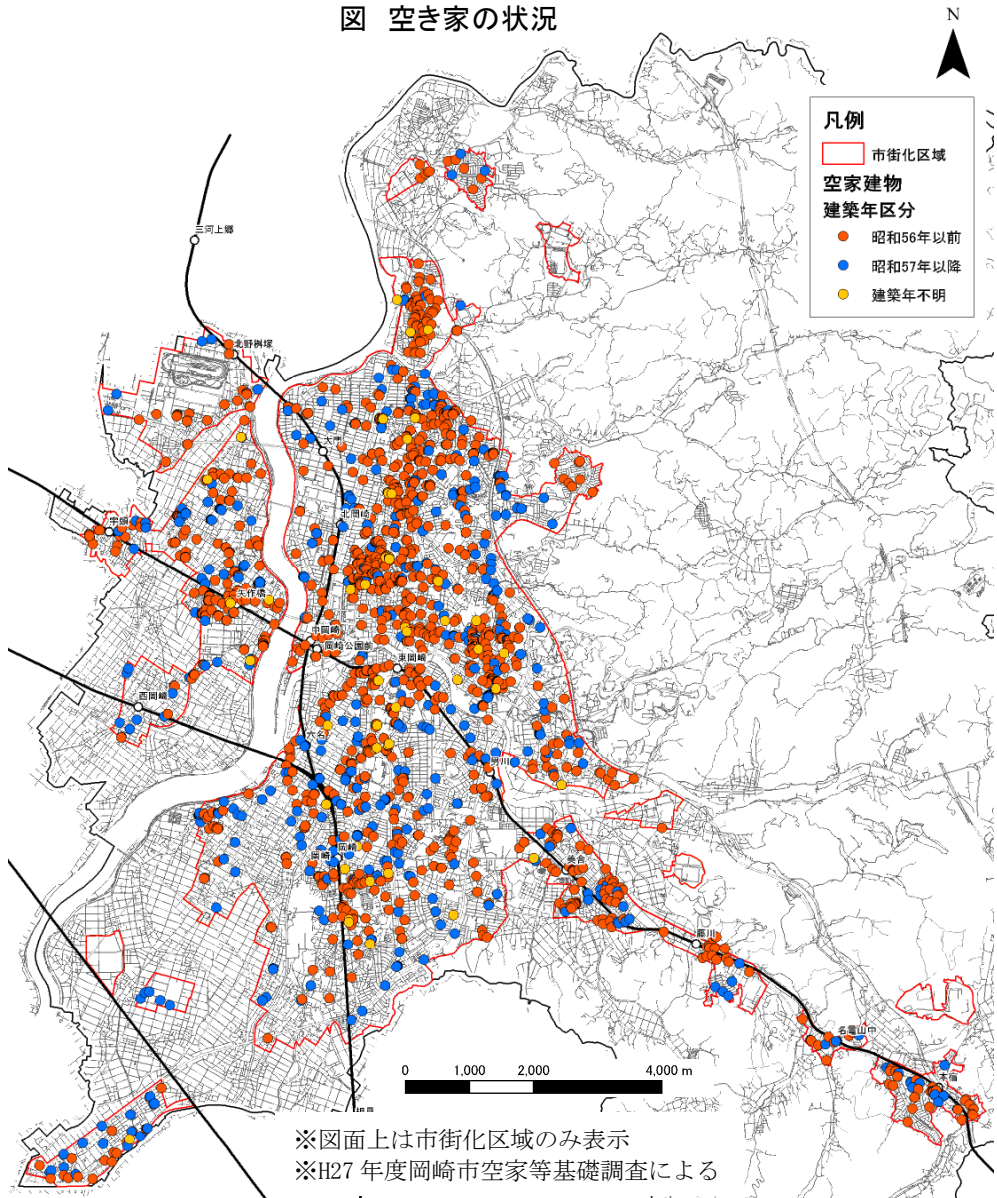 図 空き家の状況
N
凡例
市街化区域
空家建物
建築年区分
昭和56年以前
昭和57年以降
建築年不明
三河上郷
北野桝塚
大門
北岡崎
宇頭
矢作橋
中岡崎
岡崎公園前
東岡崎
西岡崎
六名
男川
岡崎
岡崎
美合
藤川
名電山中
本宿
0 1,000 2,000 4,000 m
※図面上は市街化区域のみ表示
※H27 年度岡崎市空家等基礎調査による